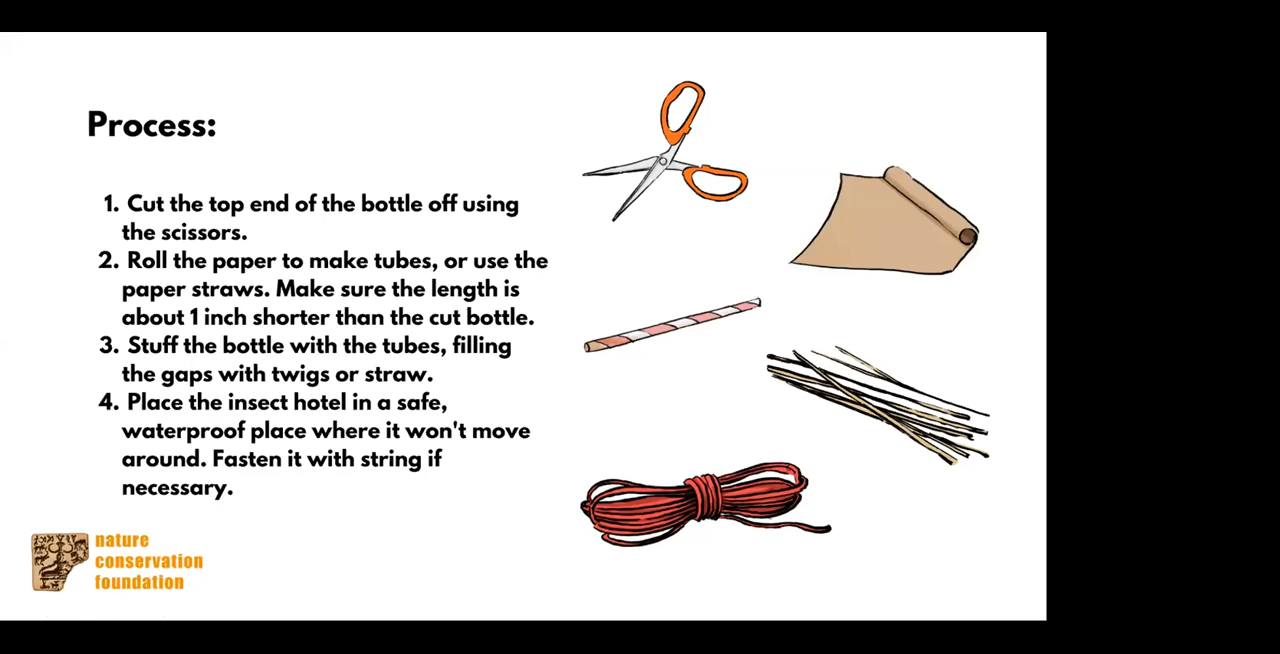 Process:
1. Cut the top end of the bottle off using
the scissors.
2. Roll the paper to make tubes, or use the
paper straws. Make sure the length is
about 1 inch shorter than the cut bottle.
3. Stuff the bottle with the tubes, filling
the gaps with twigs or straw.
4. Place the insect hotel in a safe,
waterproof place where it won't move
around. Fasten it with string if
necessary.
nature
conservation
foundation